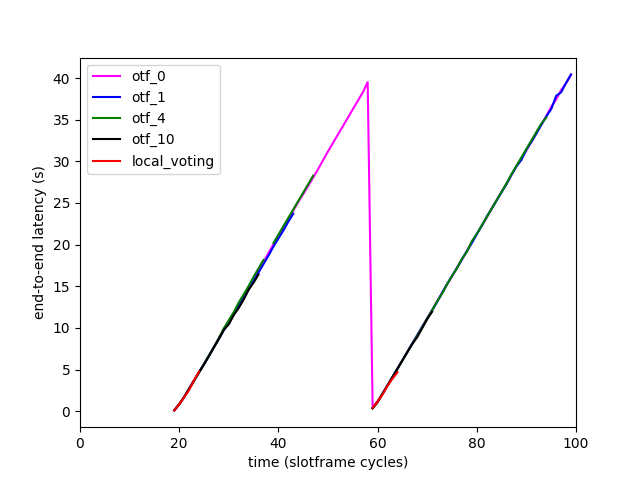 otf_0
otf_1
otf_4
otf_10
local_voting
end-to-end latency (s)
40
35
30
25
20
15
10
5
0
0 20 40 60 80 100
time (slotframe cycles)